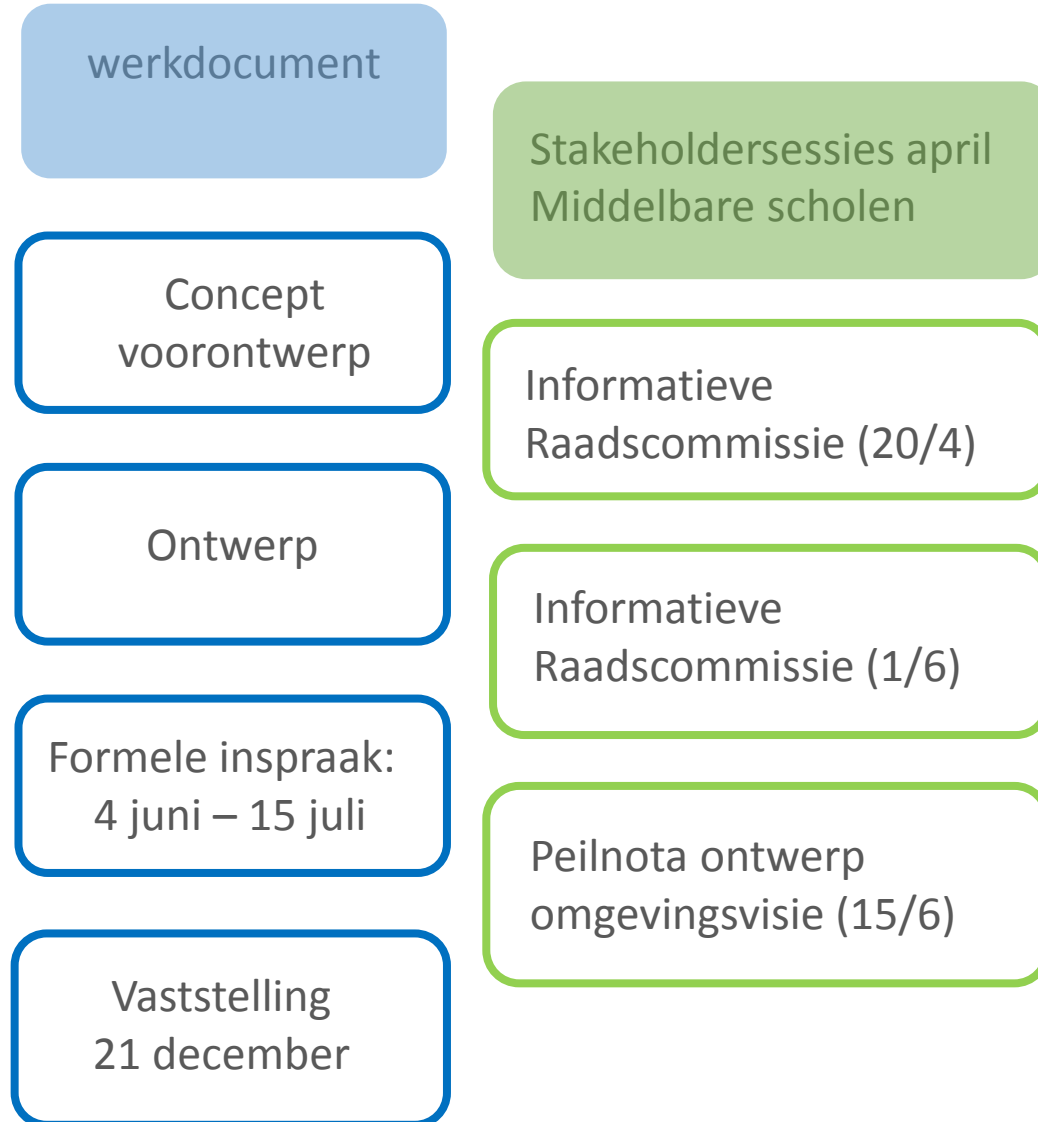 werkdocument
Concept
voorontwerp
Ontwerp
Formele inspraak:
4 juni – 15 juli
Vaststelling
21 december
Stakeholdersessies april
Middelbare scholen
Informatieve
Raadscommissie (20/4)
Informatieve
Raadscommissie (1/6)
Peilnota ontwerp
omgevingsvisie (15/6)